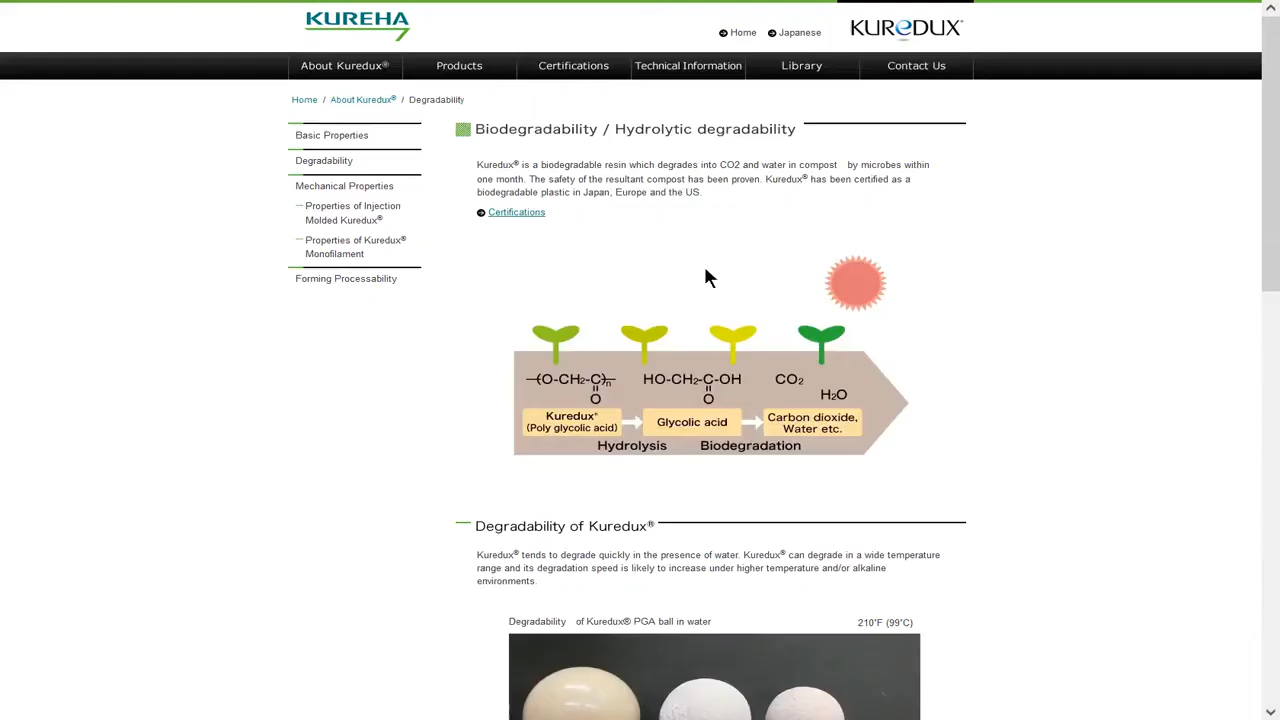 KUREHA
Home Japanese
KUREDUX™
About Kuredux® Products Certifications Technical Information Library Contact Us
Home / About Kuredux® / Degradability
Basic Properties
Degradability
Mechanical Properties
Properties of Injection
Molded Kuredux®
Properties of Kuredux®
Monofilament
Forming Processability
Biodegradability / Hydrolytic degradability
Kuredux® is a biodegradable resin which degrades into CO2 and water in compost by microbes within
one month. The safety of the resultant compost has been proven. Kuredux® has been certified as a
biodegradable plastic in Japan, Europe and the US.
Certifications
(O-CH2-C)n HO-CH2-C-OH CO2
O O H2O
Kuredux® Glycolic acid Carbon dioxide,
(Poly glycolic acid) Water etc.
Hydrolysis Biodegradation
Degradability of Kuredux®
Kuredux® tends to degrade quickly in the presence of water. Kuredux® can degrade in a wide temperature
range and its degradation speed is likely to increase under higher temperature and/or alkaline
environments.
Degradability of Kuredux® PGA ball in water 210°F (99°C)